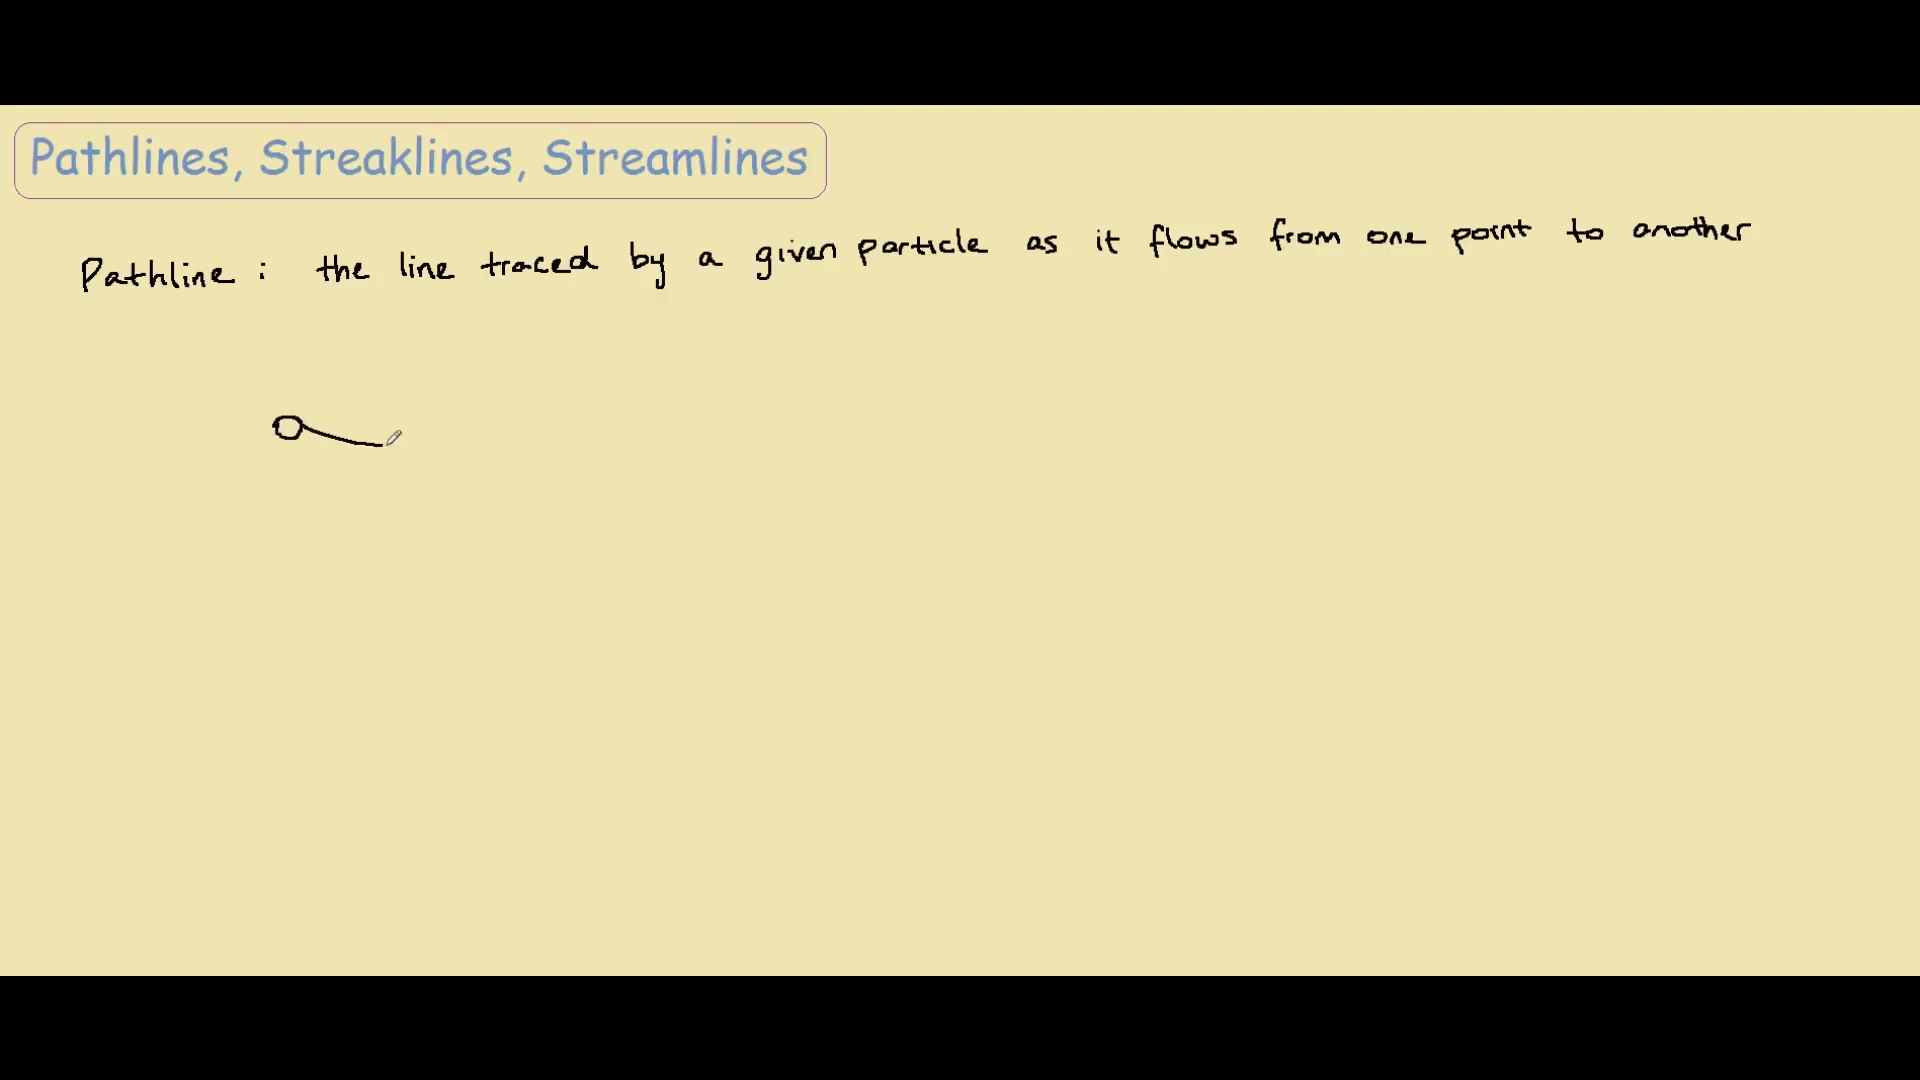 Pathlines, Streaklines, Streamlines
Pathline : the line traced by a given particle as it flows from one point to another